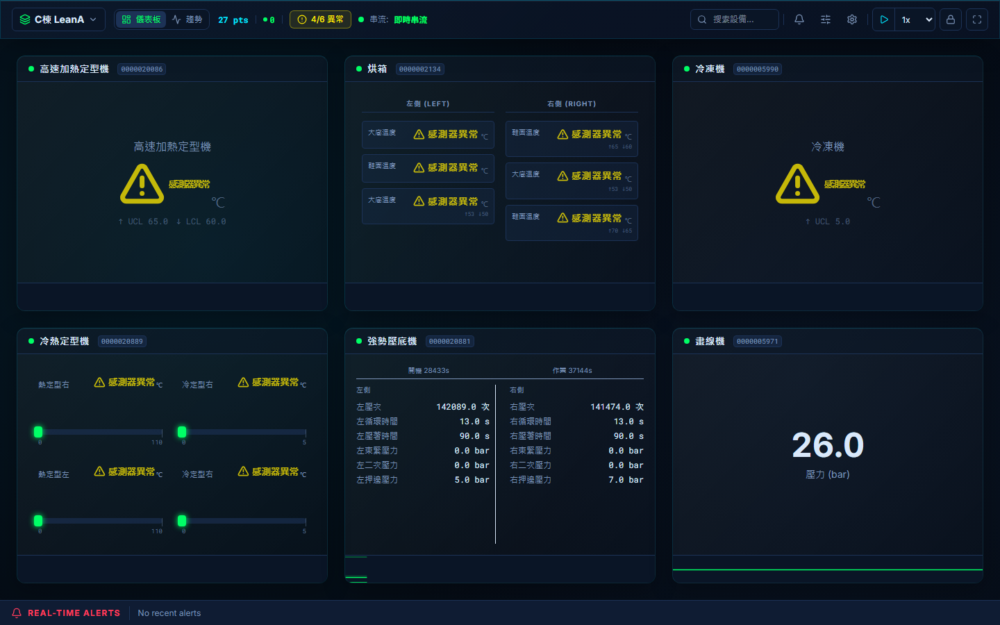 C棟 LeanA
儀表板
趨勢
27 pts
0
4/6 異常
串流: 即時串流
搜索設備...
1x
高速加熱定型機 0000020086
高速加熱定型機
感測器異常
℃
↑ UCL 65.0 ↓ LCL 60.0
烘箱 0000002134
左側 (LEFT)
大底溫度 感測器異常 ℃
鞋面溫度 感測器異常 ℃
大底溫度 感測器異常 ℃
↑53 ↓50
右側 (RIGHT)
鞋面溫度 感測器異常 ℃
↑65 ↓60
大底溫度 感測器異常 ℃
↑53 ↓50
鞋面溫度 感測器異常 ℃
↑70 ↓65
冷凍機 0000005990
冷凍機
感測器異常
℃
↑ UCL 5.0
冷熱定型機 0000020889
熱定型右 感測器異常 ℃
0 110
冷定型右 感測器異常 ℃
0 5
熱定型左 感測器異常 ℃
0 110
冷定型右 感測器異常 ℃
0 5
強勢壓底機 0000020881
開機 28433s 作業 37144s
左側
左壓次 142089.0 次
左循環時間 13.0 s
左壓著時間 90.0 s
左束緊壓力 0.0 bar
左二次壓力 0.0 bar
左押邊壓力 5.0 bar
右側
右壓次 141474.0 次
右循環時間 13.0 s
右壓著時間 90.0 s
右束緊壓力 0.0 bar
右二次壓力 0.0 bar
右押邊壓力 7.0 bar
畫線機 0000005971
26.0
壓力 (bar)
REAL-TIME ALERTS
No recent alerts